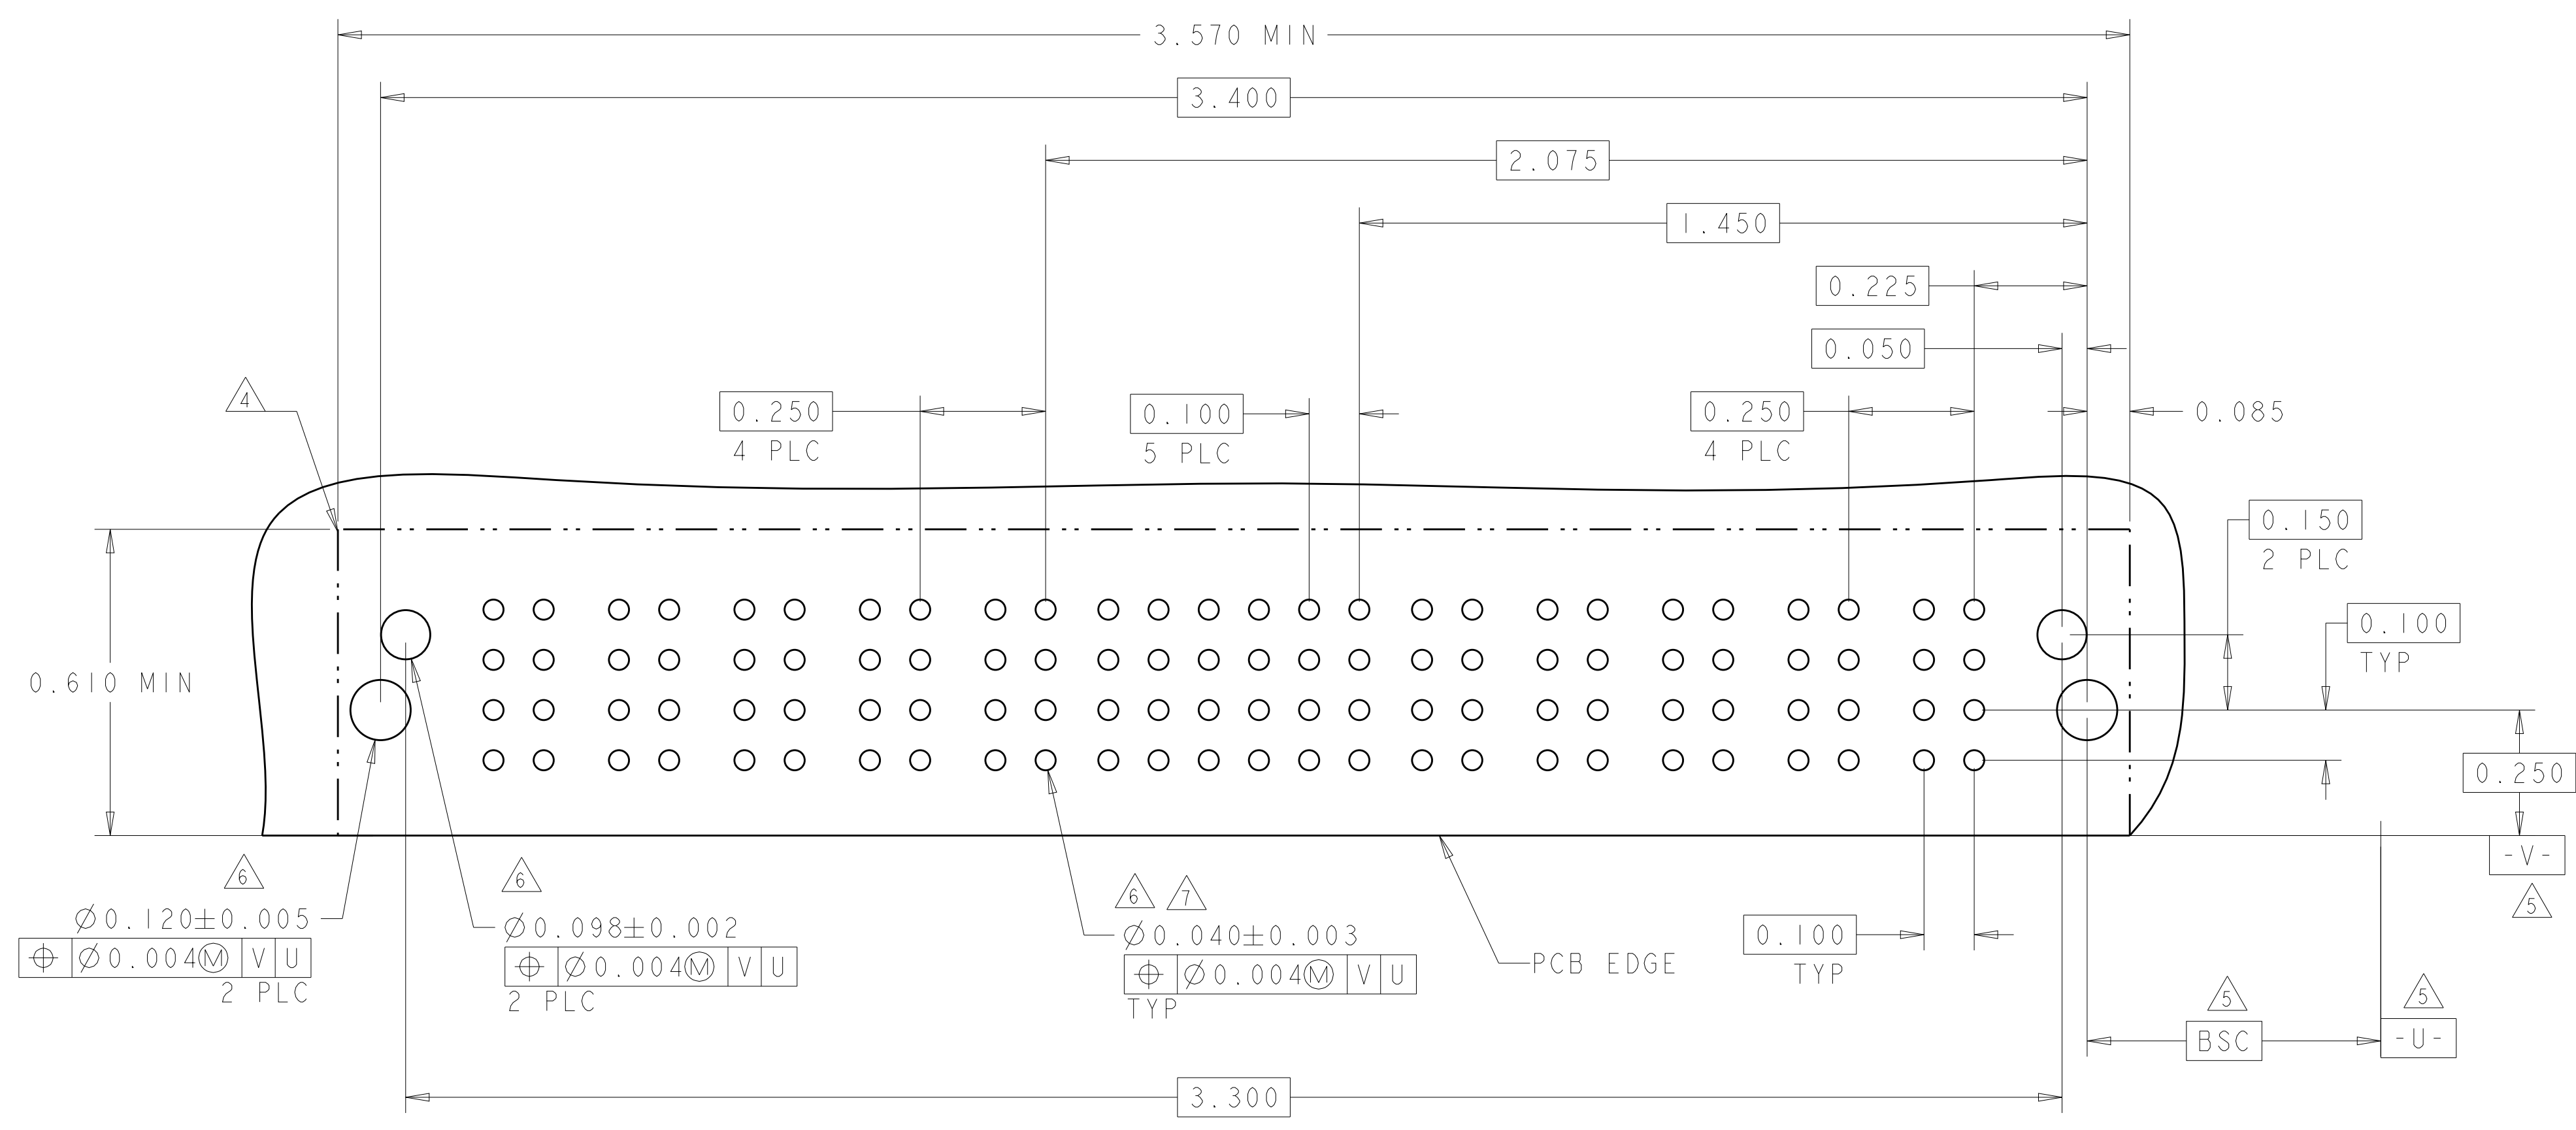 3.570 MIN
3.400
2.075
1.450
0.225
0.050
0.250
4 PLC
0.100
5 PLC
0.250
4 PLC
0.085
4
0.150
2 PLC
0.100
TYP
0.610 MIN
0.250
-V-
5
6
Ø0.120±0.005
⌖ Ø0.004Ⓜ V U
2 PLC
6
Ø0.098±0.002
⌖ Ø0.004Ⓜ V U
2 PLC
6 7
Ø0.040±0.003
⌖ Ø0.004Ⓜ V U
TYP
PCB EDGE
0.100
TYP
5
BSC
5
-U-
3.300